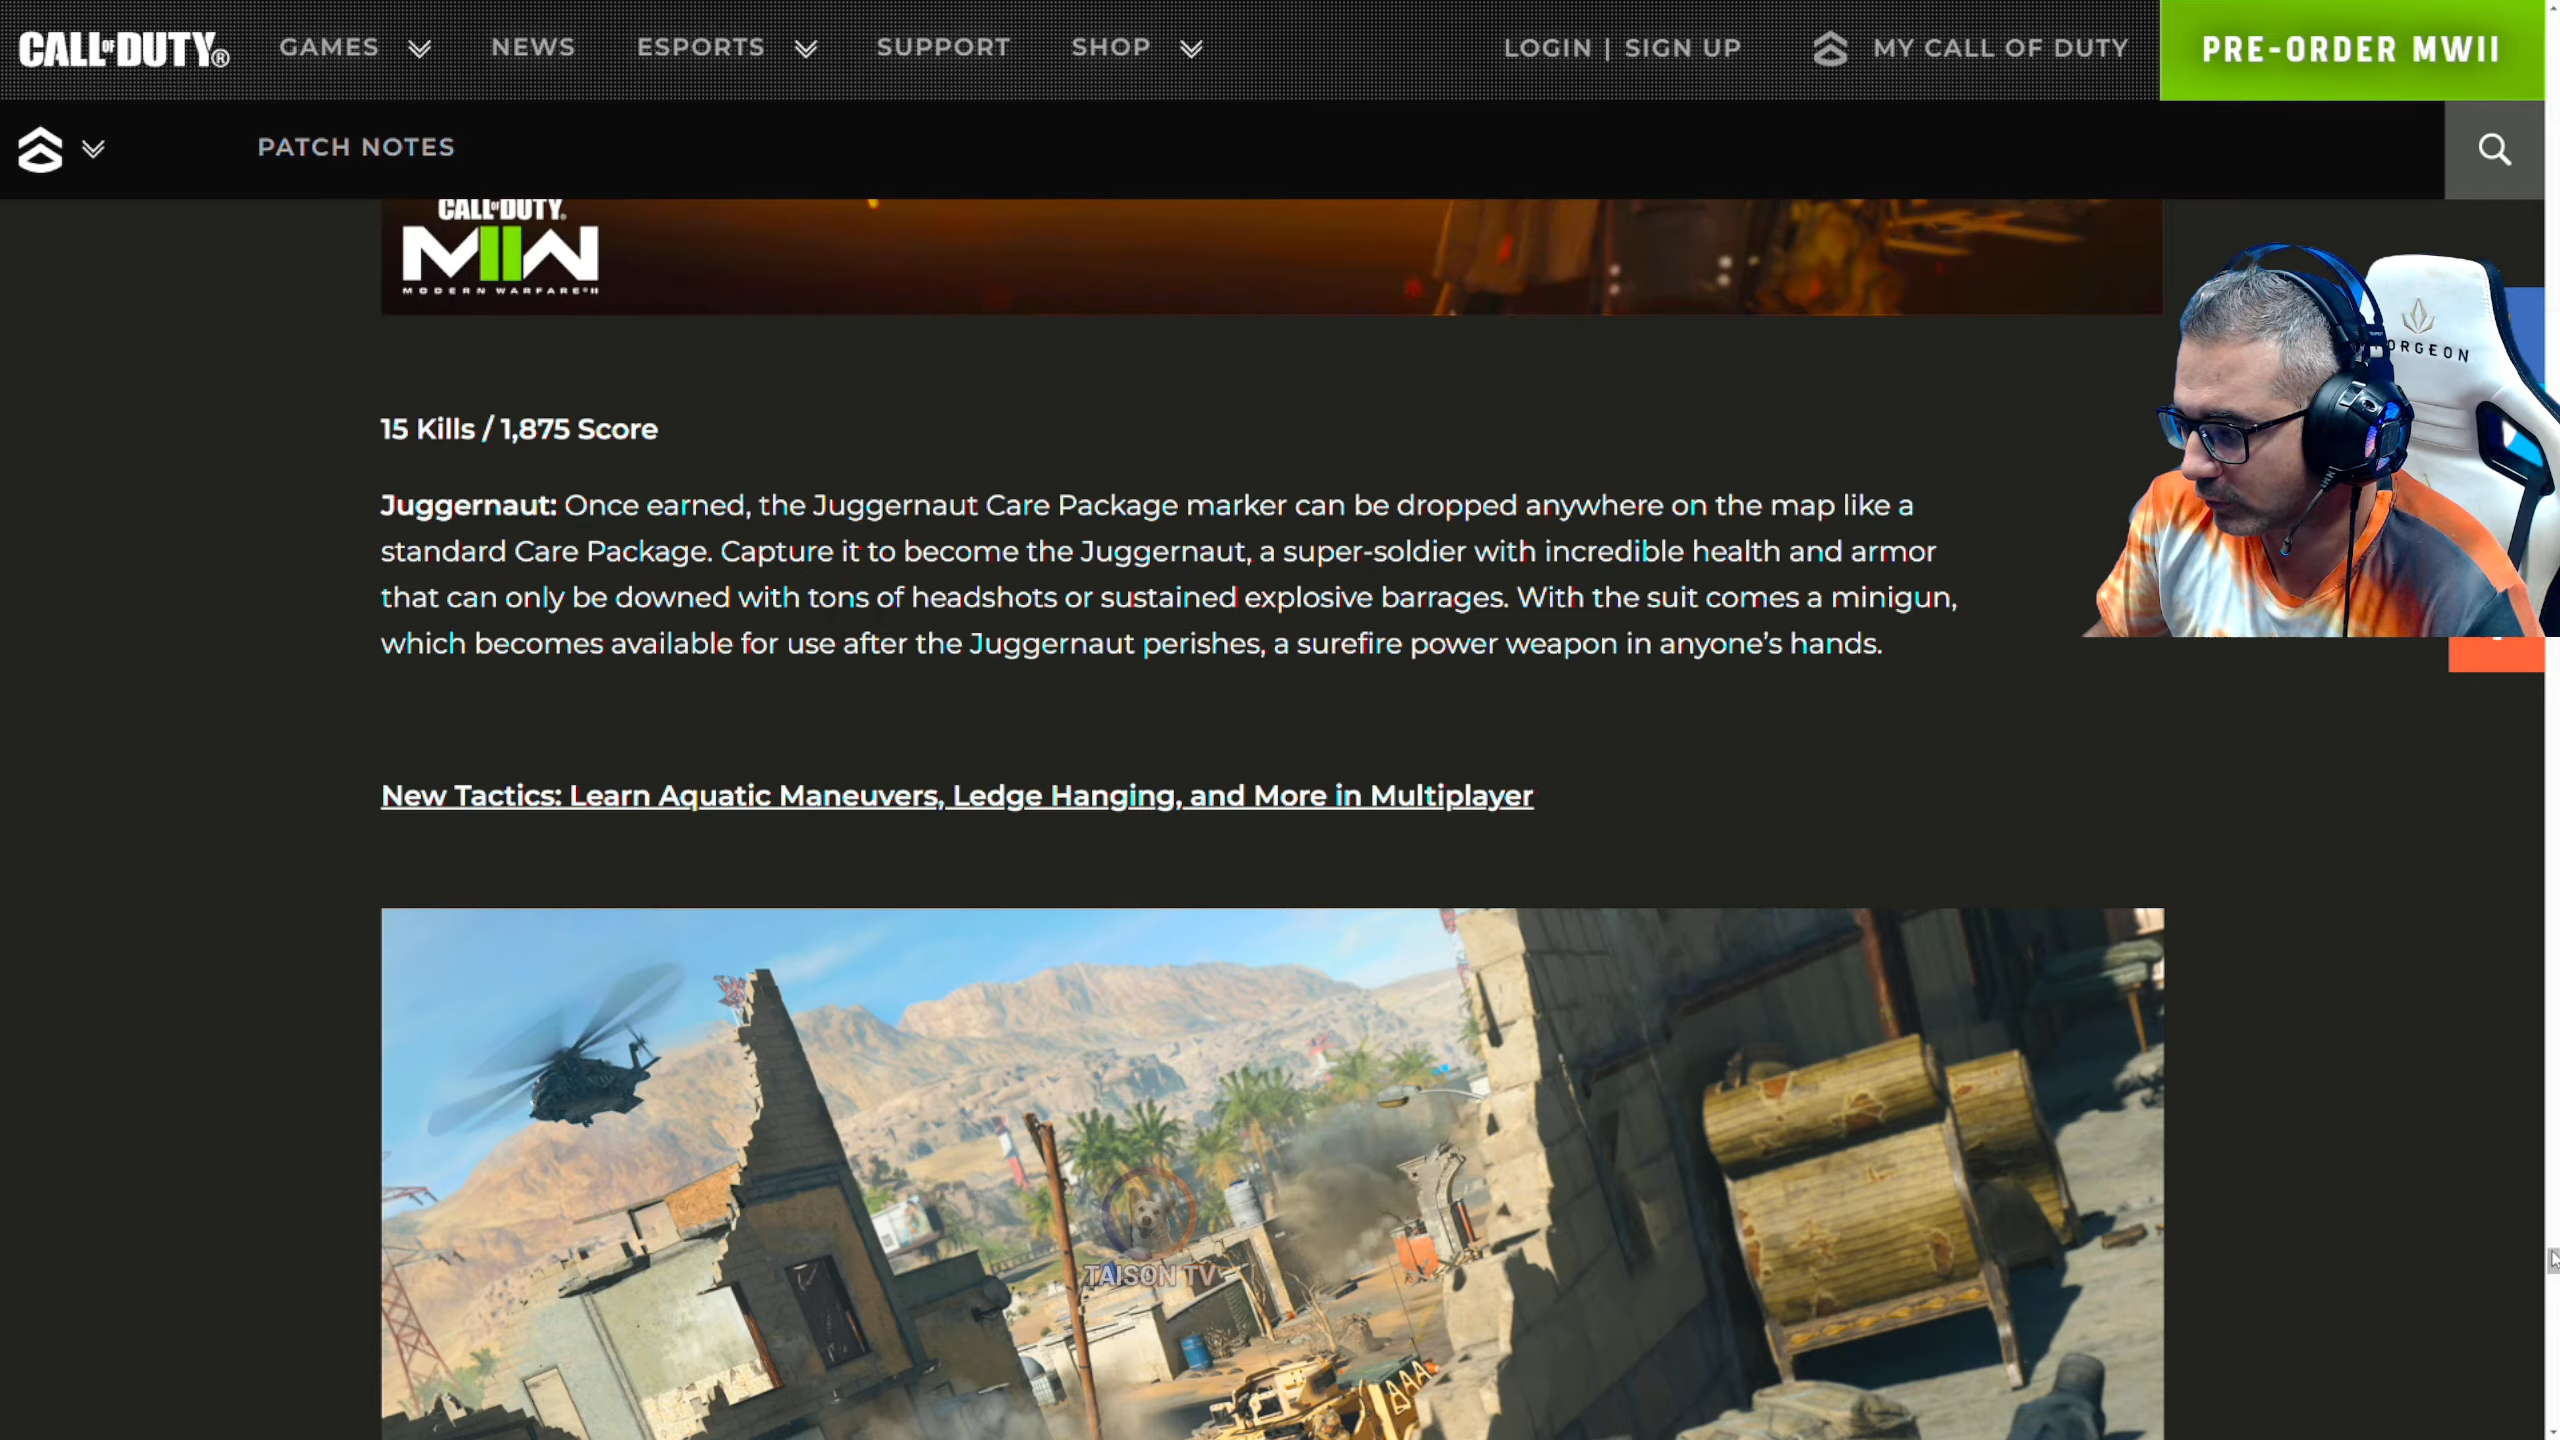 CALL OF DUTY® GAMES NEWS ESPORTS SUPPORT SHOP LOGIN | SIGN UP MY CALL OF DUTY PRE-ORDER MWII
PATCH NOTES
CALL OF DUTY.
MIIW
MODERN WARFARE®II
ORGEON
15 Kills / 1,875 Score
Juggernaut: Once earned, the Juggernaut Care Package marker can be dropped anywhere on the map like a
standard Care Package. Capture it to become the Juggernaut, a super-soldier with incredible health and armor
that can only be downed with tons of headshots or sustained explosive barrages. With the suit comes a minigun,
which becomes available for use after the Juggernaut perishes, a surefire power weapon in anyone’s hands.
New Tactics: Learn Aquatic Maneuvers, Ledge Hanging, and More in Multiplayer
TAISON TV